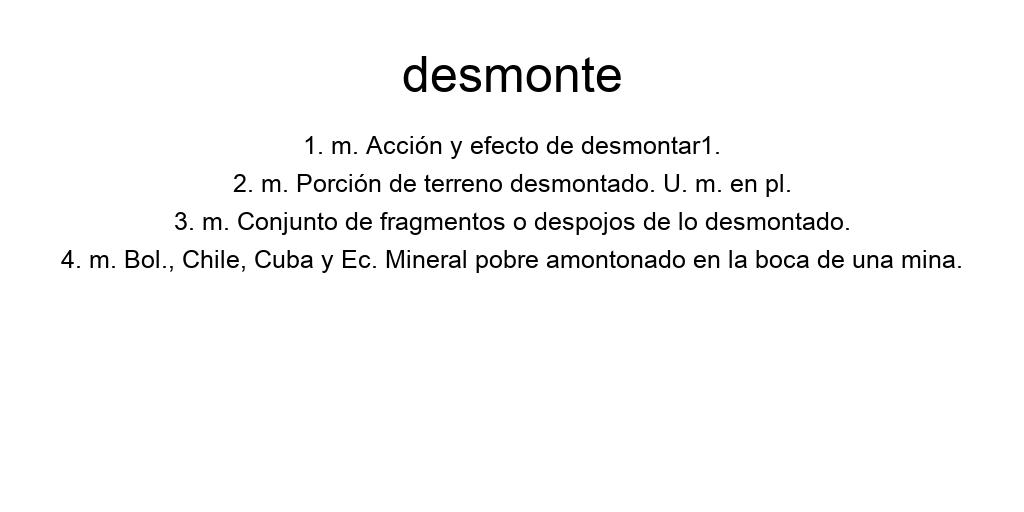 desmonte
1. m. Acción y efecto de desmontar1.
2. m. Porción de terreno desmontado. U. m. en pl.
3. m. Conjunto de fragmentos o despojos de lo desmontado.
4. m. Bol., Chile, Cuba y Ec. Mineral pobre amontonado en la boca de una mina.